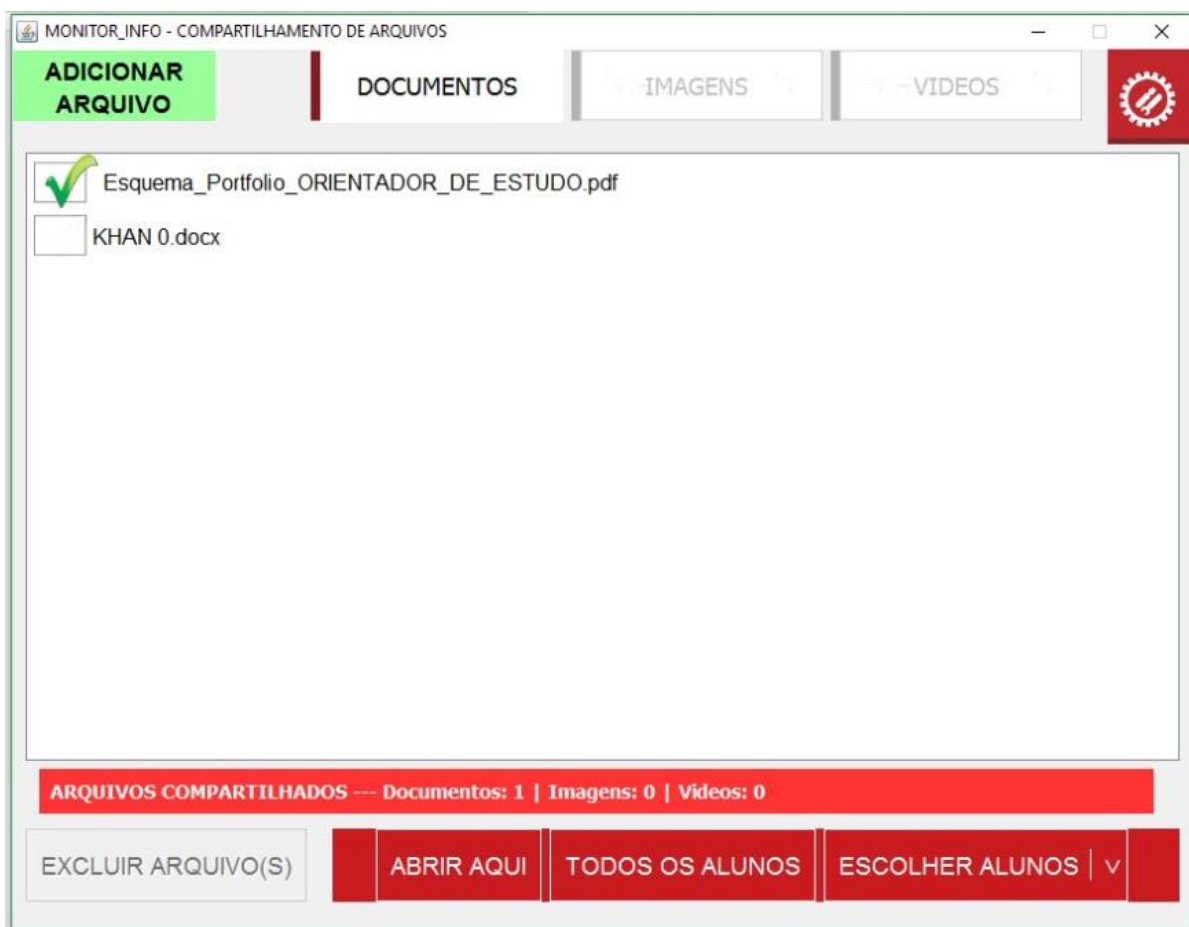 MONITOR_INFO - COMPARTILHAMENTO DE ARQUIVOS
ADICIONAR
ARQUIVO
DOCUMENTOS
IMAGENS
VIDEOS
Esquema_Portfolio_ORIENTADOR_DE_ESTUDO.pdf
KHAN 0.docx
ARQUIVOS COMPARTILHADOS --- Documentos: 1 | Imagens: 0 | Videos: 0
EXCLUIR ARQUIVO(S)
ABRIR AQUI
TODOS OS ALUNOS
ESCOLHER ALUNOS | V